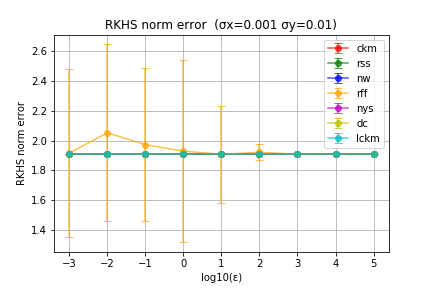 RKHS norm error  (σx=0.001 σy=0.01)
RKHS norm error
2.6
2.4
2.2
2.0
1.8
1.6
1.4
ckm
rss
nw
rff
nys
dc
lckm
−3 −2 −1 0 1 2 3 4 5
log10(ε)